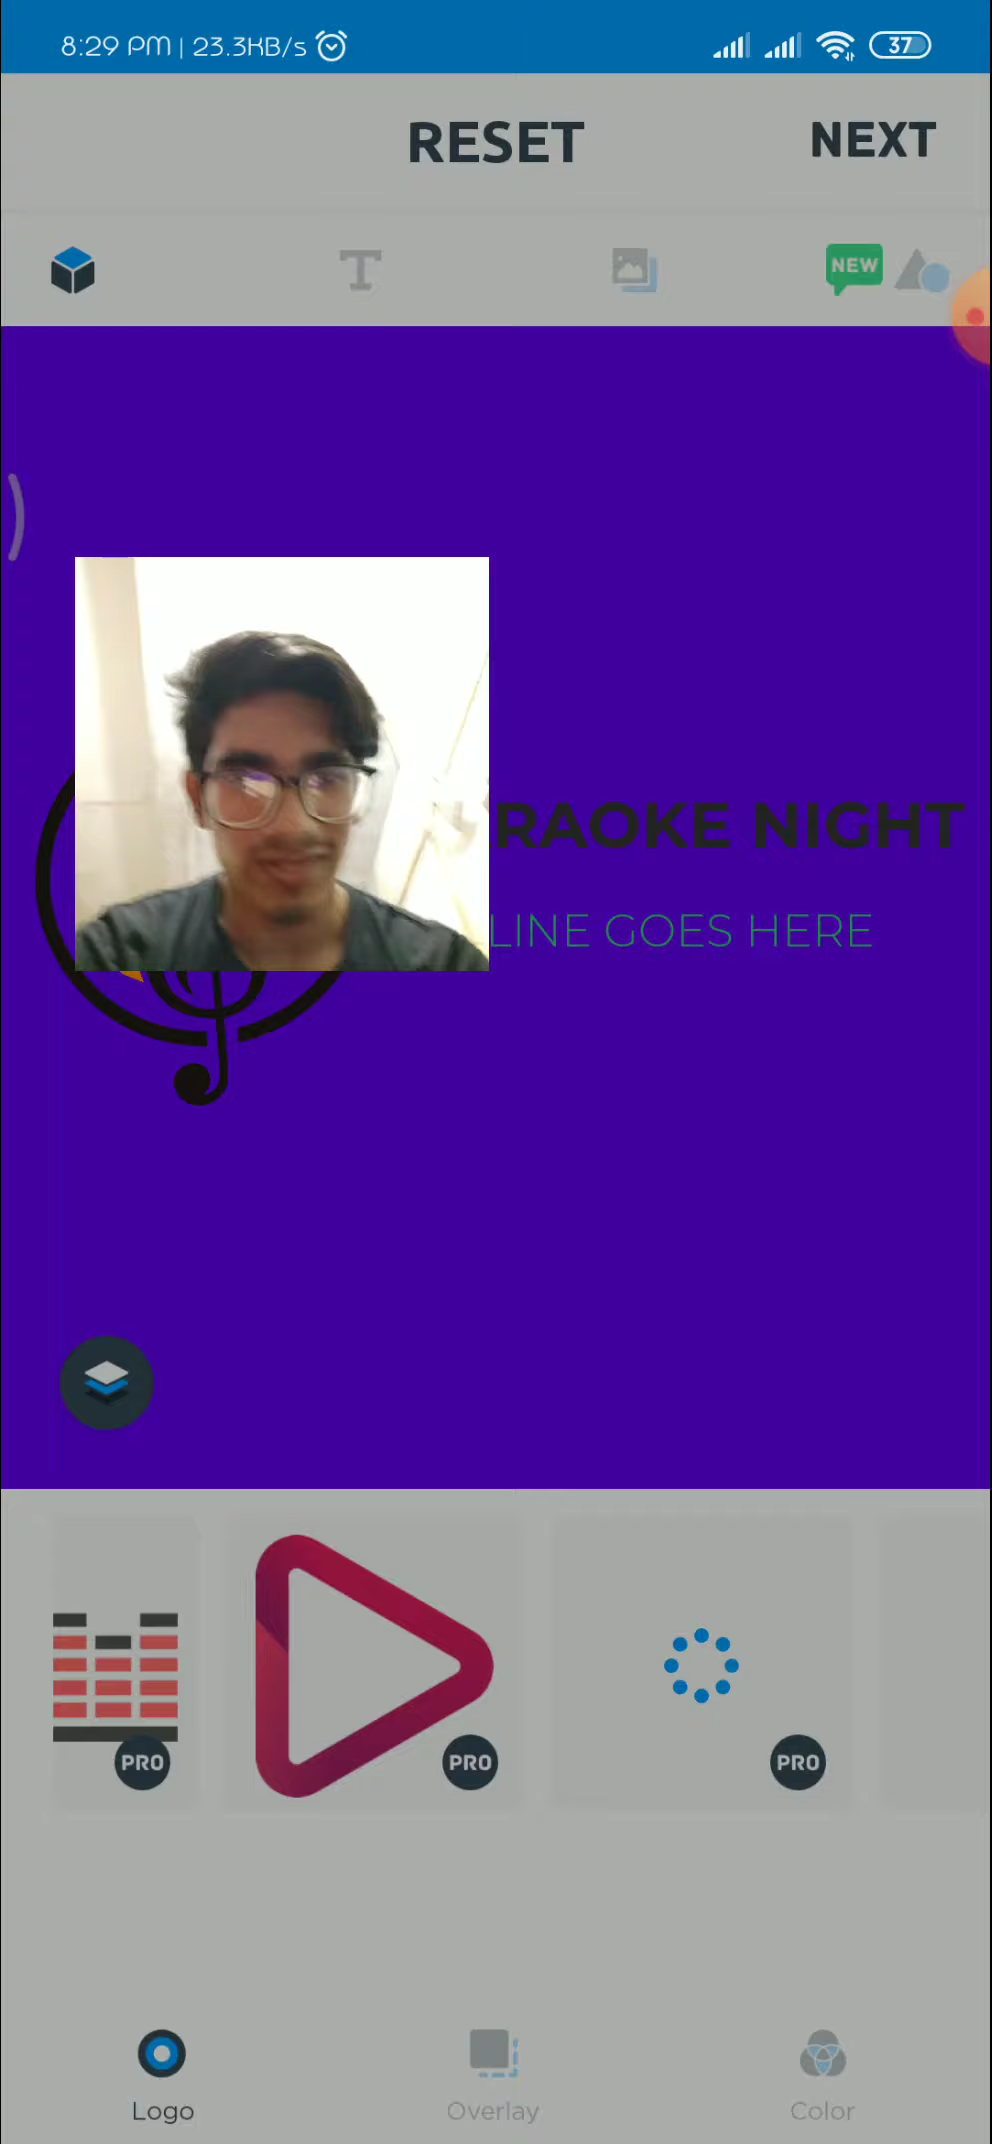 8:29 PM | 23.3KB/s
37
RESET
NEXT
NEW
RAOKE NIGHT
LINE GOES HERE
PRO
PRO
PRO
Logo
Overlay
Color